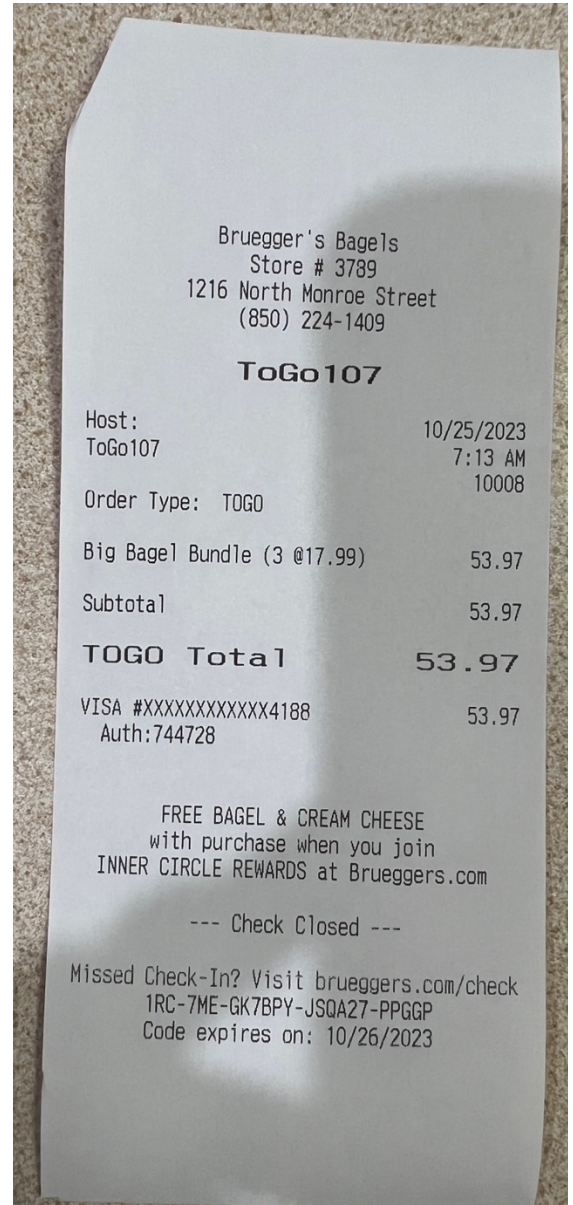 Bruegger's Bagels
Store # 3789
1216 North Monroe Street
(850) 224-1409
ToGo107
Host: 10/25/2023
ToGo107 7:13 AM
10008
Order Type: TOGO
Big Bagel Bundle (3 @17.99) 53.97
Subtotal 53.97
TOGO Total 53.97
VISA #XXXXXXXXXXXX4188 53.97
Auth:744728
FREE BAGEL & CREAM CHEESE
with purchase when you join
INNER CIRCLE REWARDS at Brueggers.com
--- Check Closed ---
Missed Check-In? Visit brueggers.com/check
1RC-7ME-GK7BPY-JSQA27-PPGGP
Code expires on: 10/26/2023